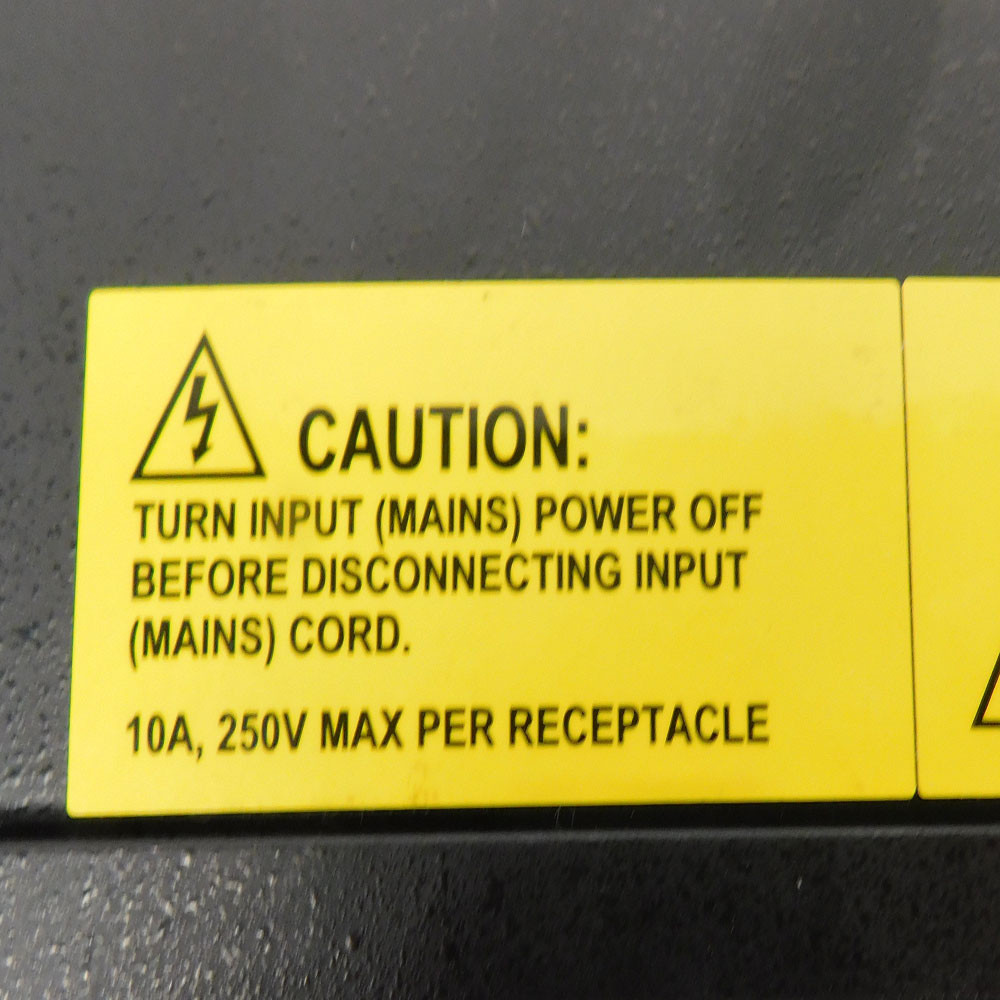 CAUTION:
TURN INPUT (MAINS) POWER OFF
BEFORE DISCONNECTING INPUT
(MAINS) CORD.
10A, 250V MAX PER RECEPTACLE